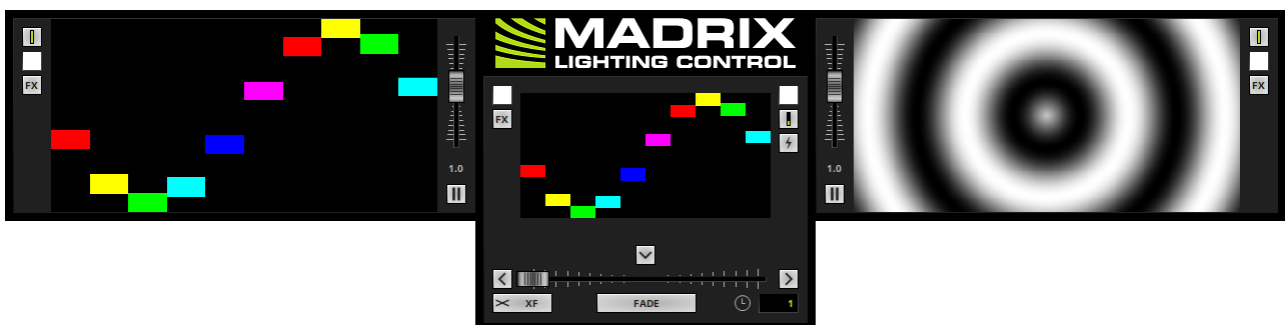 FX
1.0
MADRIX
LIGHTING CONTROL
FX
XF
FADE
1
1.0
FX